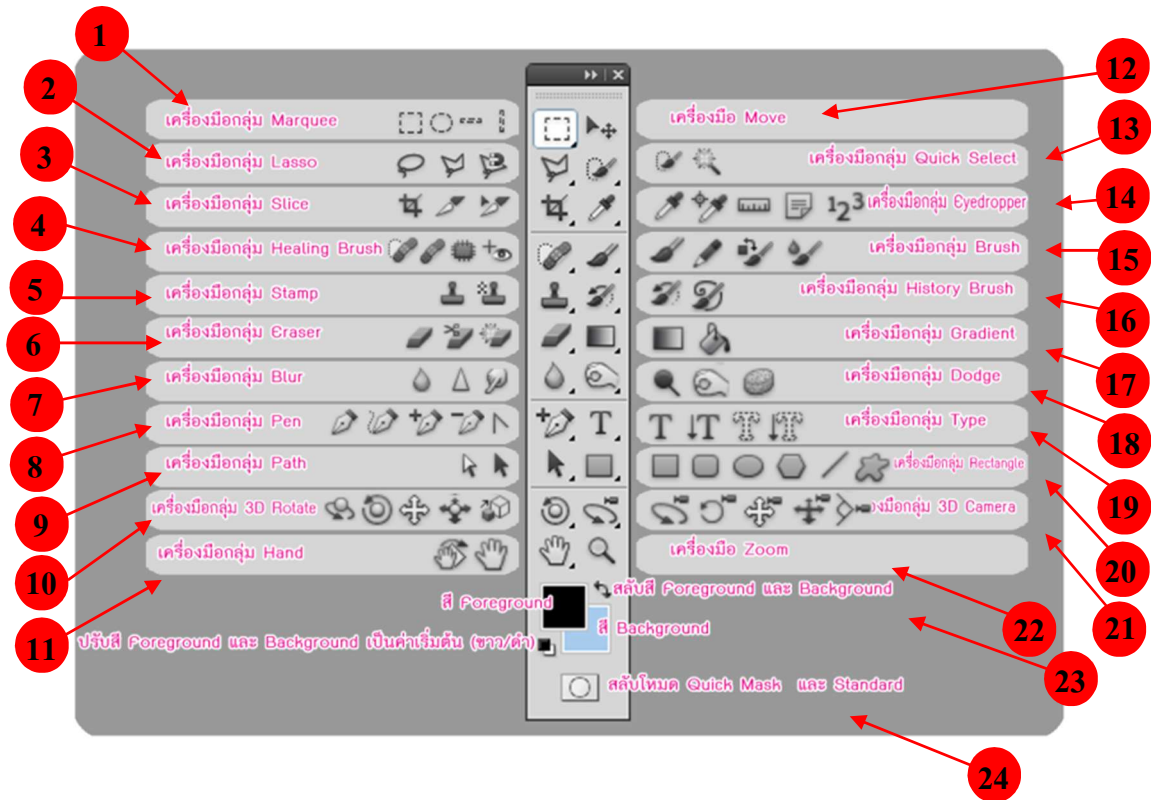 1
2
3
4
5
6
7
8
9
10
11
เครื่องมือกลุ่ม Marquee
เครื่องมือกลุ่ม Lasso
เครื่องมือกลุ่ม Slice
เครื่องมือกลุ่ม Healing Brush
เครื่องมือกลุ่ม Stamp
เครื่องมือกลุ่ม Eraser
เครื่องมือกลุ่ม Blur
เครื่องมือกลุ่ม Pen
เครื่องมือกลุ่ม Path
เครื่องมือกลุ่ม 3D Rotate
เครื่องมือกลุ่ม Hand
เครื่องมือ Move
เครื่องมือกลุ่ม Quick Select
เครื่องมือกลุ่ม Eyedropper
เครื่องมือกลุ่ม Brush
เครื่องมือกลุ่ม History Brush
เครื่องมือกลุ่ม Gradient
เครื่องมือกลุ่ม Dodge
เครื่องมือกลุ่ม Type
เครื่องมือกลุ่ม Rectangle
งมือกลุ่ม 3D Camera
เครื่องมือ Zoom
สลับสี Foreground และ Background
สี Foreground
สี Background
ปรับสี Foreground และ Background เป็นค่าเริ่มต้น (ขาว/ดำ)
สลับโหมด Quick Mask และ Standard
12
13
14
15
16
17
18
19
20
21
22
23
24